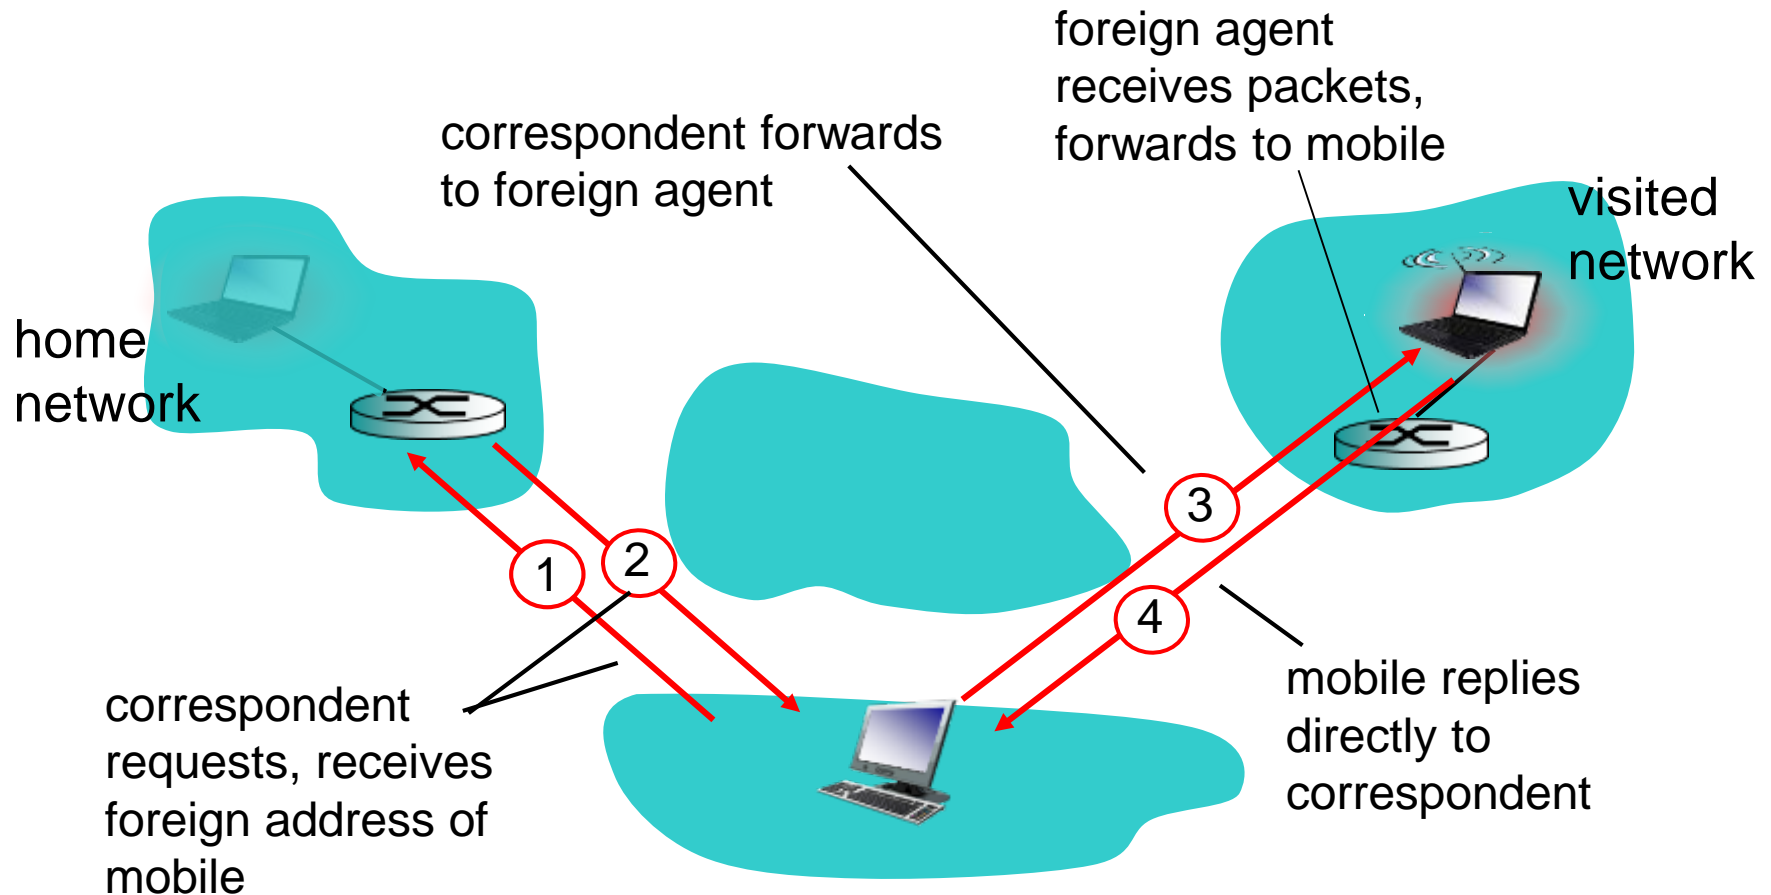 foreign agent
receives packets,
forwards to mobile
correspondent forwards
to foreign agent
visited
network
home
network
3
2
1
4
correspondent
requests, receives
foreign address of
mobile
mobile replies
directly to
correspondent